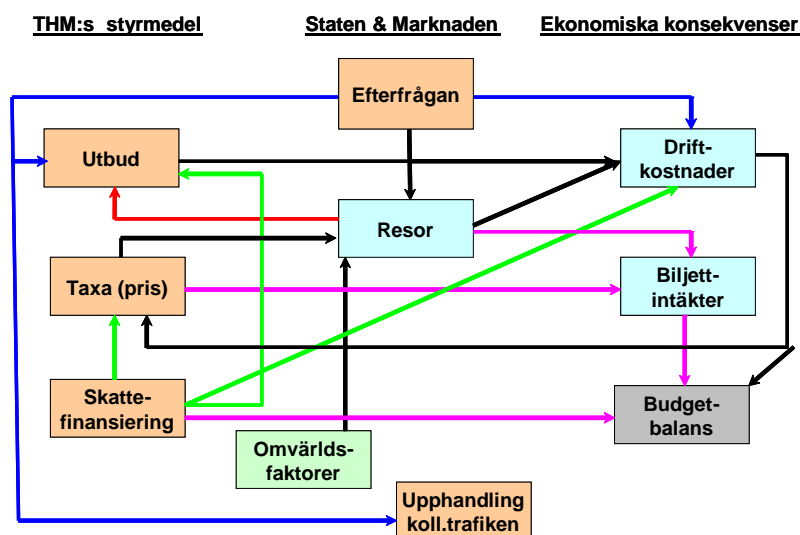 THM:s styrmedel
Staten & Marknaden
Ekonomiska konsekvenser
Efterfrågan
Utbud
Drift-
kostnader
Resor
Taxa (pris)
Biljett-
intäkter
Skatte-
finansiering
Budget-
balans
Omvärlds-
faktorer
Upphandling
koll.trafiken